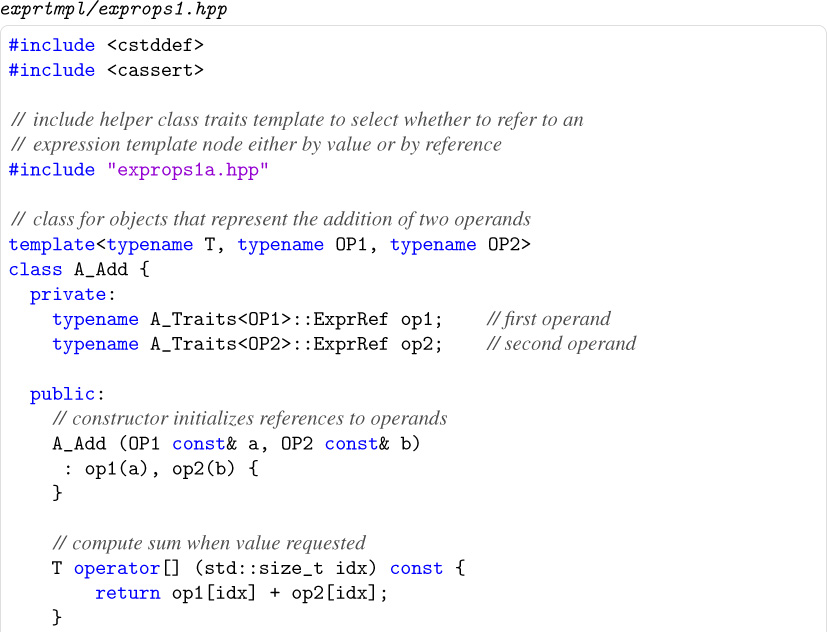 exprtmpl/exprops1.hpp
#include <cstddef>
#include <cassert>
// include helper class traits template to select whether to refer to an
// expression template node either by value or by reference
#include "exprops1a.hpp"
// class for objects that represent the addition of two operands
template<typename T, typename OP1, typename OP2>
class A_Add {
  private:
    typename A_Traits<OP1>::ExprRef op1;    // first operand
    typename A_Traits<OP2>::ExprRef op2;    // second operand
  public:
    // constructor initializes references to operands
    A_Add (OP1 const& a, OP2 const& b)
     : op1(a), op2(b) {
    }
    // compute sum when value requested
    T operator[] (std::size_t idx) const {
        return op1[idx] + op2[idx];
    }